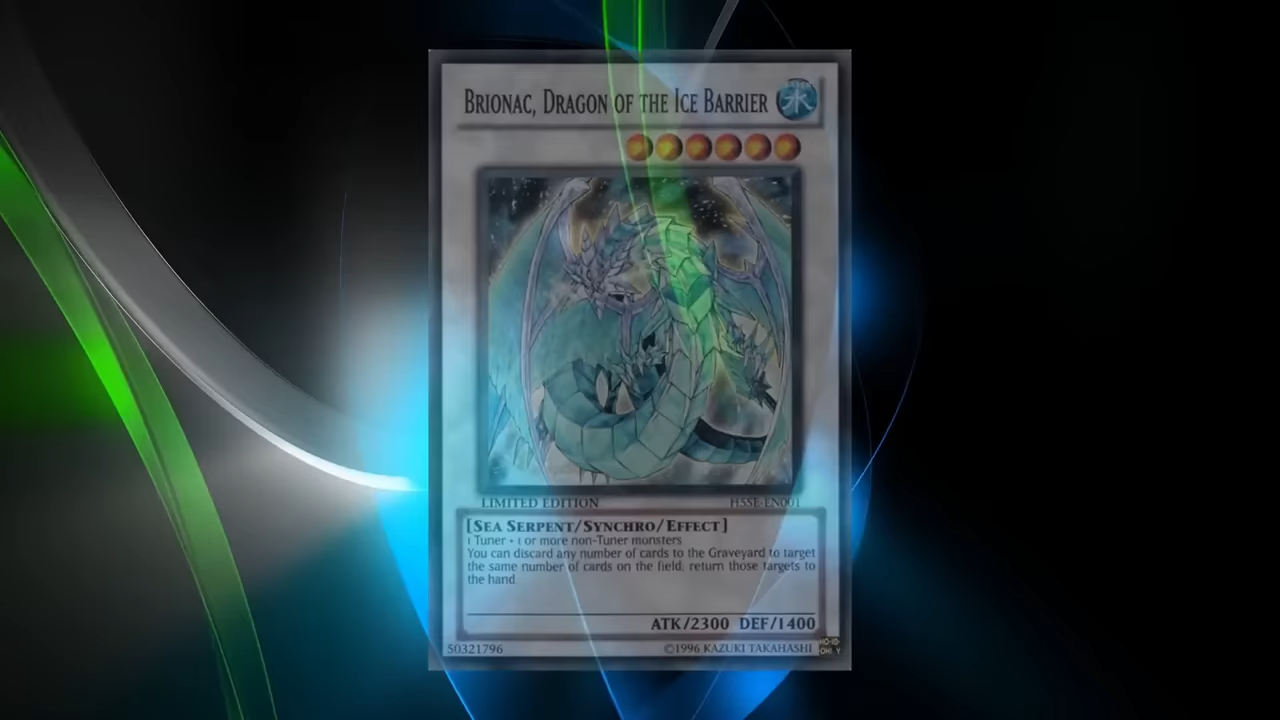 BRIONAC, DRAGON OF THE ICE BARRIER
水
LIMITED EDITION HSSE-EN001
[SEA SERPENT/SYNCHRO/EFFECT]
1 Tuner + 1 or more non-Tuner monsters
You can discard any number of cards to the Graveyard to target
the same number of cards on the field; return those targets to
the hand.
ATK/2300 DEF/1400
50321796 ©1996 KAZUKI TAKAHASHI